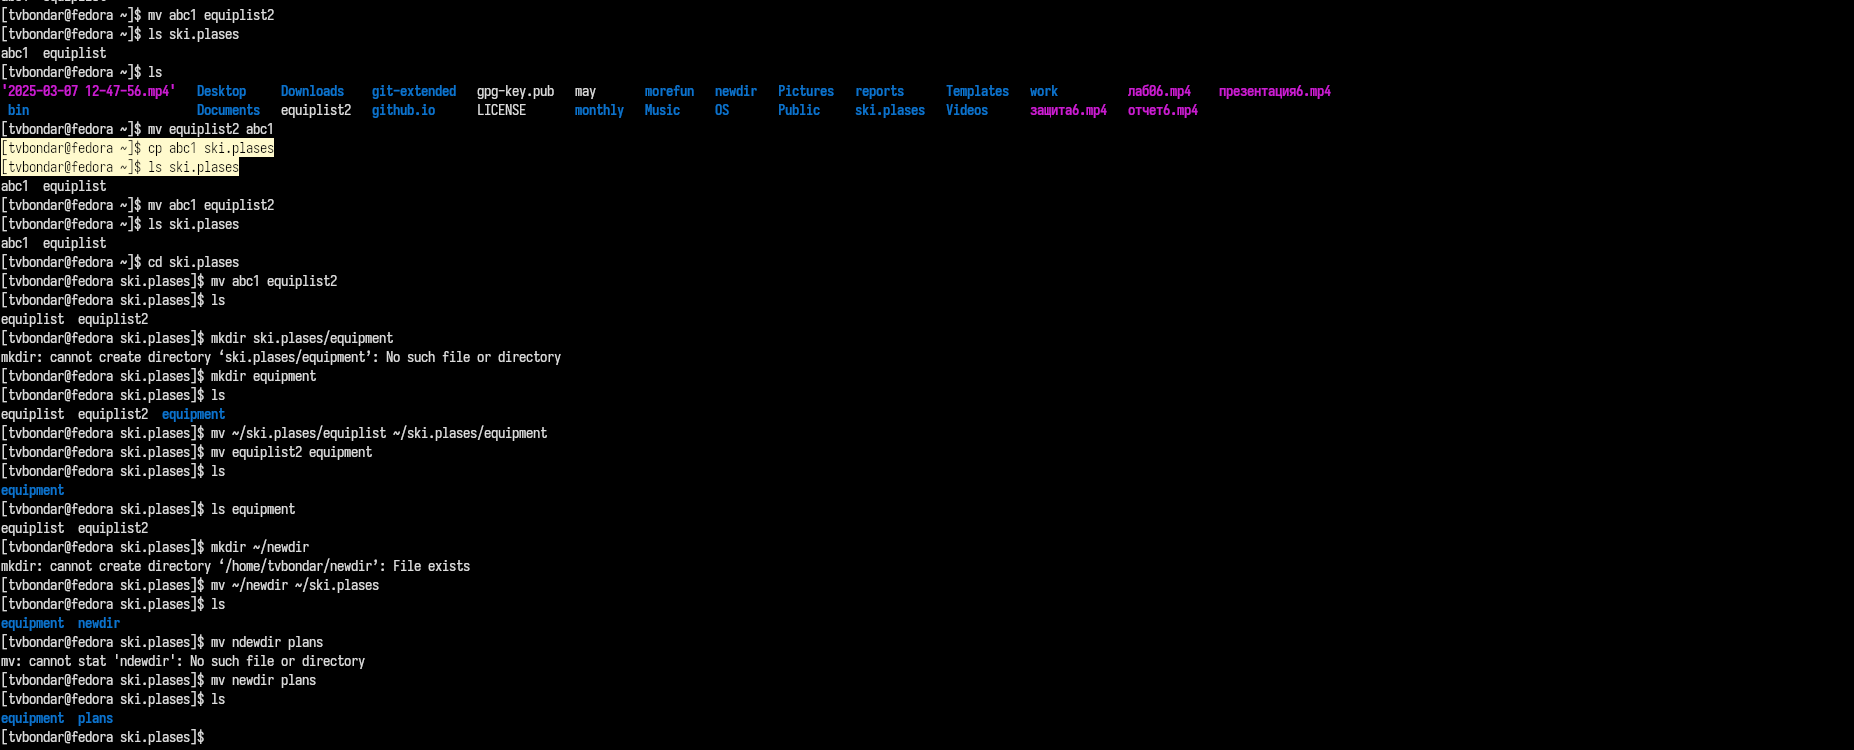 [tvbondar@fedora ~]$ mv abc1 equiplist2
[tvbondar@fedora ~]$ ls ski.plases
abc1  equiplist
[tvbondar@fedora ~]$ ls
'2025-03-07 12-47-56.mp4'   Desktop     Downloads    git-extended   gpg-key.pub   may       morefun   newdir   Pictures   reports      Templates   work          лаб06.mp4    презентация6.mp4
 bin                        Documents   equiplist2   github.io      LICENSE       monthly   Music     OS       Public     ski.plases   Videos      защита6.mp4   отчет6.mp4
[tvbondar@fedora ~]$ mv equiplist2 abc1
[tvbondar@fedora ~]$ cp abc1 ski.plases
[tvbondar@fedora ~]$ ls ski.plases
abc1  equiplist
[tvbondar@fedora ~]$ mv abc1 equiplist2
[tvbondar@fedora ~]$ ls ski.plases
abc1  equiplist
[tvbondar@fedora ~]$ cd ski.plases
[tvbondar@fedora ski.plases]$ mv abc1 equiplist2
[tvbondar@fedora ski.plases]$ ls
equiplist  equiplist2
[tvbondar@fedora ski.plases]$ mkdir ski.plases/equipment
mkdir: cannot create directory ‘ski.plases/equipment’: No such file or directory
[tvbondar@fedora ski.plases]$ mkdir equipment
[tvbondar@fedora ski.plases]$ ls
equiplist  equiplist2  equipment
[tvbondar@fedora ski.plases]$ mv ~/ski.plases/equiplist ~/ski.plases/equipment
[tvbondar@fedora ski.plases]$ mv equiplist2 equipment
[tvbondar@fedora ski.plases]$ ls
equipment
[tvbondar@fedora ski.plases]$ ls equipment
equiplist  equiplist2
[tvbondar@fedora ski.plases]$ mkdir ~/newdir
mkdir: cannot create directory ‘/home/tvbondar/newdir’: File exists
[tvbondar@fedora ski.plases]$ mv ~/newdir ~/ski.plases
[tvbondar@fedora ski.plases]$ ls
equipment  newdir
[tvbondar@fedora ski.plases]$ mv ndewdir plans
mv: cannot stat 'ndewdir': No such file or directory
[tvbondar@fedora ski.plases]$ mv newdir plans
[tvbondar@fedora ski.plases]$ ls
equipment  plans
[tvbondar@fedora ski.plases]$